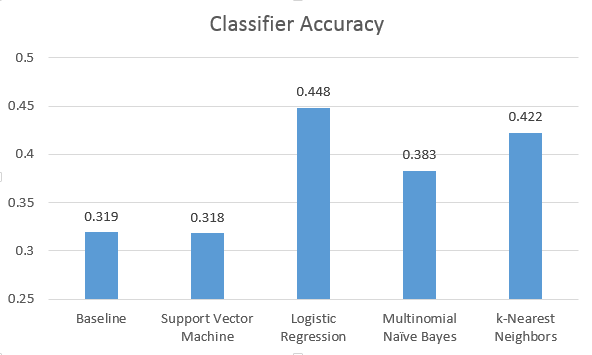 Classifier Accuracy
0.5
0.45
0.4
0.35
0.3
0.25
0.319
0.318
0.448
0.383
0.422
Baseline
Support Vector
Machine
Logistic
Regression
Multinomial
Naïve Bayes
k-Nearest
Neighbors